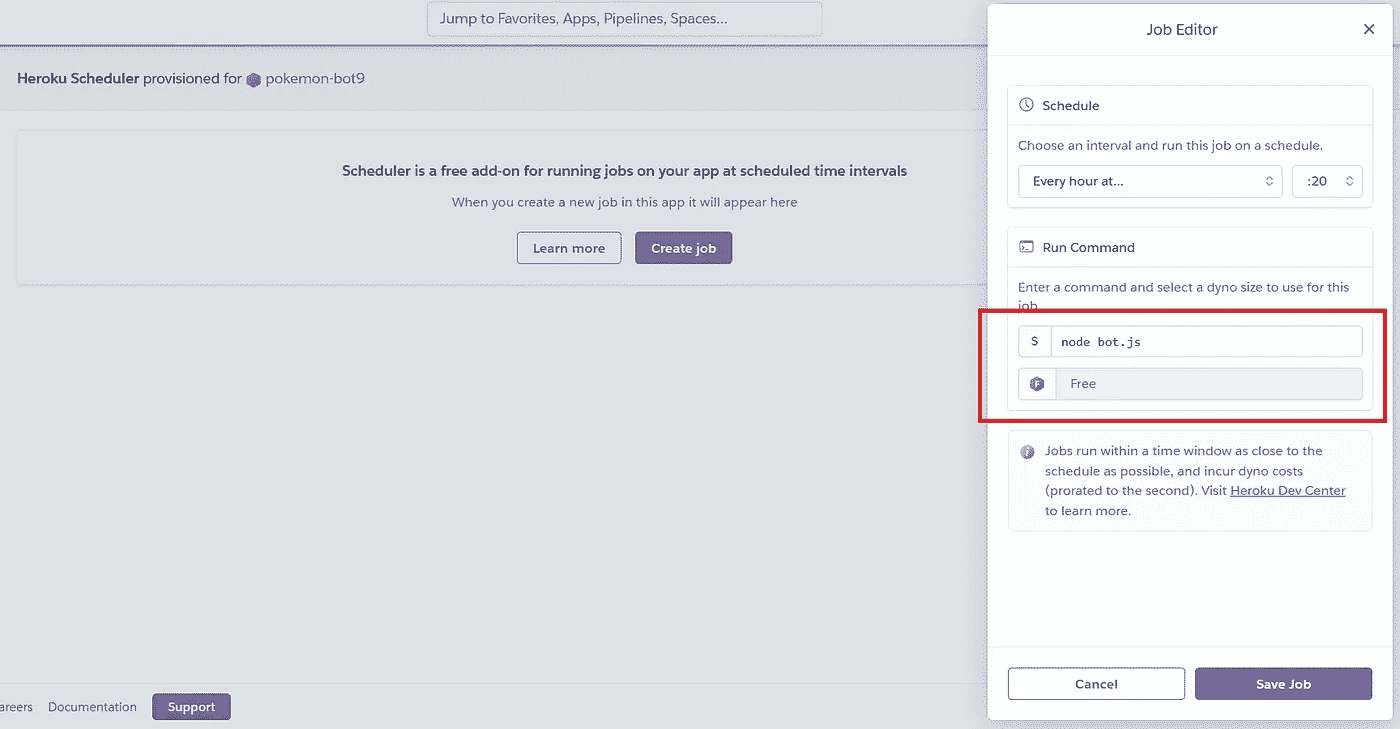 Jump to Favorites, Apps, Pipelines, Spaces...
Heroku Scheduler provisioned for pokemon-bot9
Scheduler is a free add-on for running jobs on your app at scheduled time intervals
When you create a new job in this app it will appear here
Learn more
Create job
areers
Documentation
Support
Job Editor
Schedule
Choose an interval and run this job on a schedule.
Every hour at...
:20
Run Command
Enter a command and select a dyno size to use for this
job
$
node bot.js
F
Free
i
Jobs run within a time window as close to the
schedule as possible, and incur dyno costs
(prorated to the second). Visit Heroku Dev Center
to learn more.
Cancel
Save Job